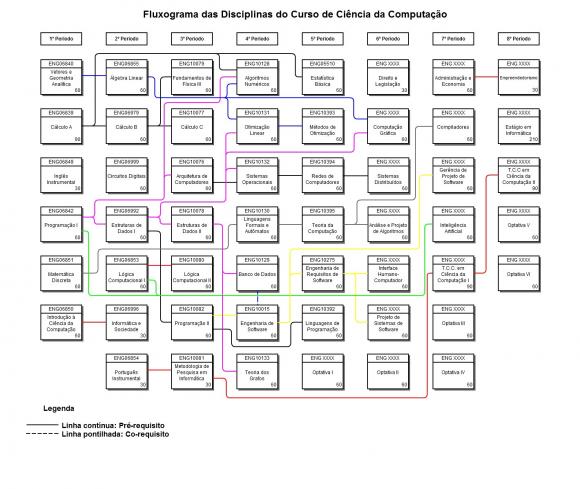 Fluxograma das Disciplinas do Curso de Ciência da Computação
1º Período
2º Período
3º Período
4º Período
5º Período
6º Período
7º Período
8º Período
ENG06840
Vetores e
Geometria
Analítica
60
ENG06865
Álgebra Linear
60
ENG10079
Fundamentos de
Física III
60
ENG10128
Algoritmos
Numéricos
60
ENG05510
Estatística
Básica
60
ENG XXXX
Direito e
Legislação
30
ENG XXXX
Administração e
Economia
60
ENG XXXX
Empreendedorismo
30
ENG06839
Cálculo A
90
ENG06979
Cálculo B
60
ENG10077
Cálculo C
60
ENG10131
Otimização
Linear
60
ENG10393
Métodos de
Otimização
60
ENG XXXX
Computação
Gráfica
60
ENG XXXX
Compiladores
60
ENG XXXX
Estágio em
Informática
210
ENG06849
Inglês
Instrumental
30
ENG06999
Circuitos Digitais
60
ENG10076
Arquitetura de
Computadores
60
ENG10132
Sistemas
Operacionais
60
ENG10394
Redes de
Computadores
60
ENG XXXX
Sistemas
Distribuídos
60
ENG XXXX
Gerência de
Projeto de
Software
60
ENG XXXX
T.C.C em
Ciência da
Computação II
90
ENG06842
Programação I
60
ENG06992
Estruturas de
Dados I
60
ENG10078
Estruturas de
Dados II
60
ENG10130
Linguagens
Formais e
Autômatos
60
ENG10395
Teoria da
Computação
60
ENG XXXX
Análise e Projeto
de Algoritmos
60
ENG XXXX
Inteligência
Artificial
60
ENG XXXX
Optativa V
60
ENG06851
Matemática
Discreta
60
ENG06853
Lógica
Computacional I
60
ENG10080
Lógica
Computacional II
60
ENG10129
Banco de Dados
60
ENG10275
Engenharia de
Requisitos de
Software
60
ENG XXXX
Interface
Humano-
Computador
60
ENG XXXX
T.C.C. em
Ciência da
Computação I
90
ENG XXXX
Optativa VI
60
ENG06850
Introdução à
Ciência da
Computação
60
ENG06996
Informática e
Sociedade
30
ENG10082
Programação II
60
ENG10015
Engenharia de
Software
60
ENG10392
Linguagens de
Programação
60
ENG XXXX
Projeto de
Sistemas de
Software
60
ENG XXXX
Optativa III
60
ENG06854
Português
Instrumental
30
ENG10081
Metodologia de
Pesquisa em
Informática
30
ENG10133
Teoria dos
Grafos
60
ENG XXXX
Optativa I
60
ENG XXXX
Optativa II
60
ENG XXXX
Optativa IV
60
Legenda
Linha contínua: Pré-requisito
Linha pontilhada: Co-requisito